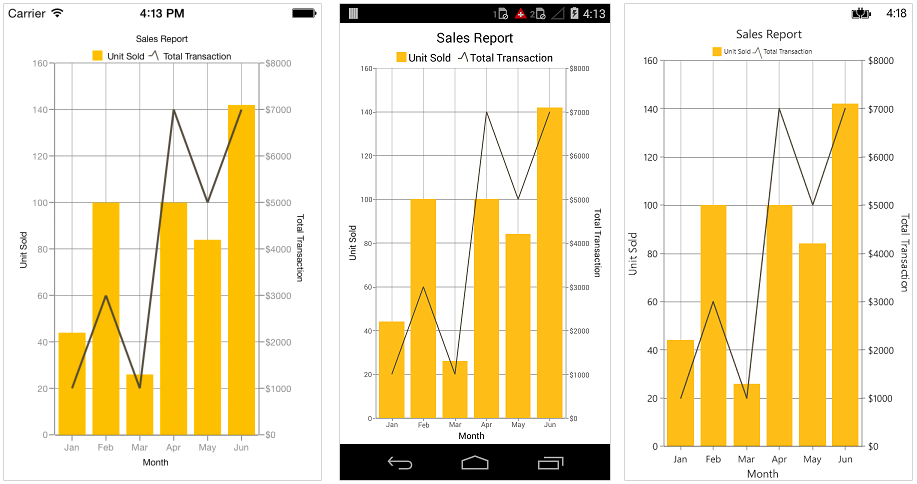 Carrier 4:13 PM
Sales Report
Unit Sold Total Transaction
160 $8000
140 $7000
120 $6000
100 $5000
80 $4000
60 $3000
40 $2000
20 $1000
0 $0
Unit Sold
Total Transaction
Jan Feb Mar Apr May Jun
Month
1 2 4:13
Sales Report
Unit Sold Total Transaction
160 $8000
140 $7000
120 $6000
100 $5000
80 $4000
60 $3000
40 $2000
20 $1000
0 $0
Unit Sold
Total Transaction
Jan Feb Mar Apr May Jun
Month
4:18
Sales Report
Unit Sold Total Transaction
160 $8000
140 $7000
120 $6000
100 $5000
80 $4000
60 $3000
40 $2000
20 $1000
0 $0
Unit Sold
Total Transaction
Jan Feb Mar Apr May Jun
Month